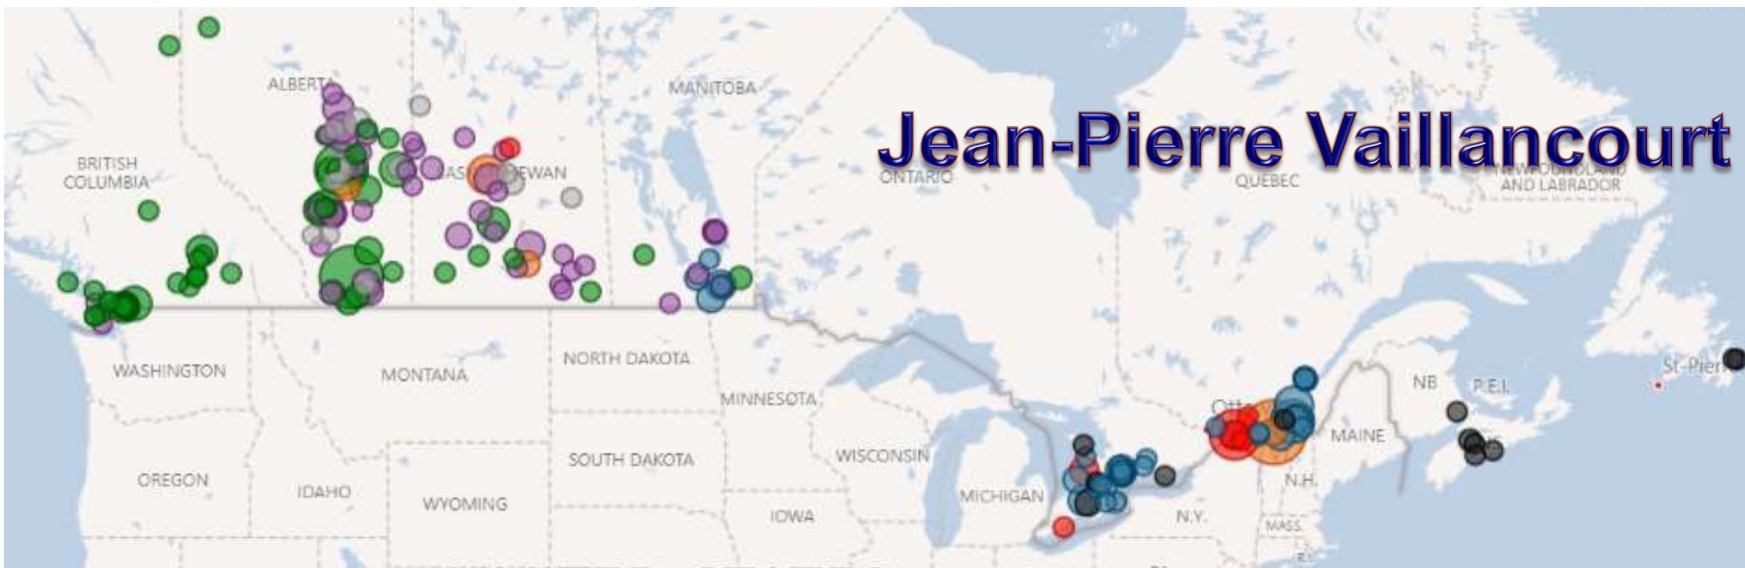 ALBERTA
MANITOBA
Jean-Pierre Vaillancourt
BRITISH
COLUMBIA
ONTARIO
QUEBEC
NEWFOUNDLAND
AND LABRADOR
WASHINGTON
MONTANA
NORTH DAKOTA
MINNESOTA
St-Pierr
NB
P.E.I.
MAINE
OREGON
IDAHO
WYOMING
SOUTH DAKOTA
WISCONSIN
MICHIGAN
IOWA
N.H.
N.Y.
MASS.